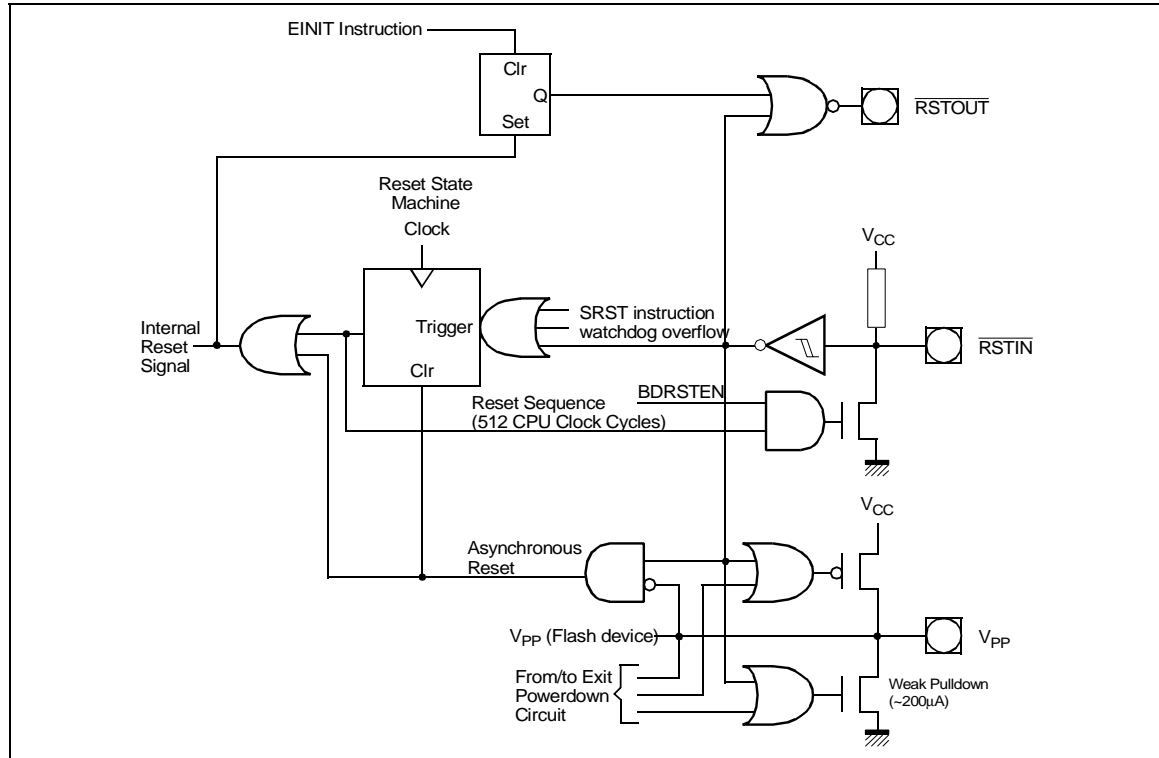 EINIT Instruction
Clr
Q
Set
RSTOUT
Reset State
Machine
Clock
VCC
Internal
Reset
Signal
Trigger
Clr
SRST instruction
watchdog overflow
RSTIN
BDRSTEN
Reset Sequence
(512 CPU Clock Cycles)
VCC
Asynchronous
Reset
VPP (Flash device)
VPP
From/to Exit
Powerdown
Circuit
Weak Pulldown
(~200µA)